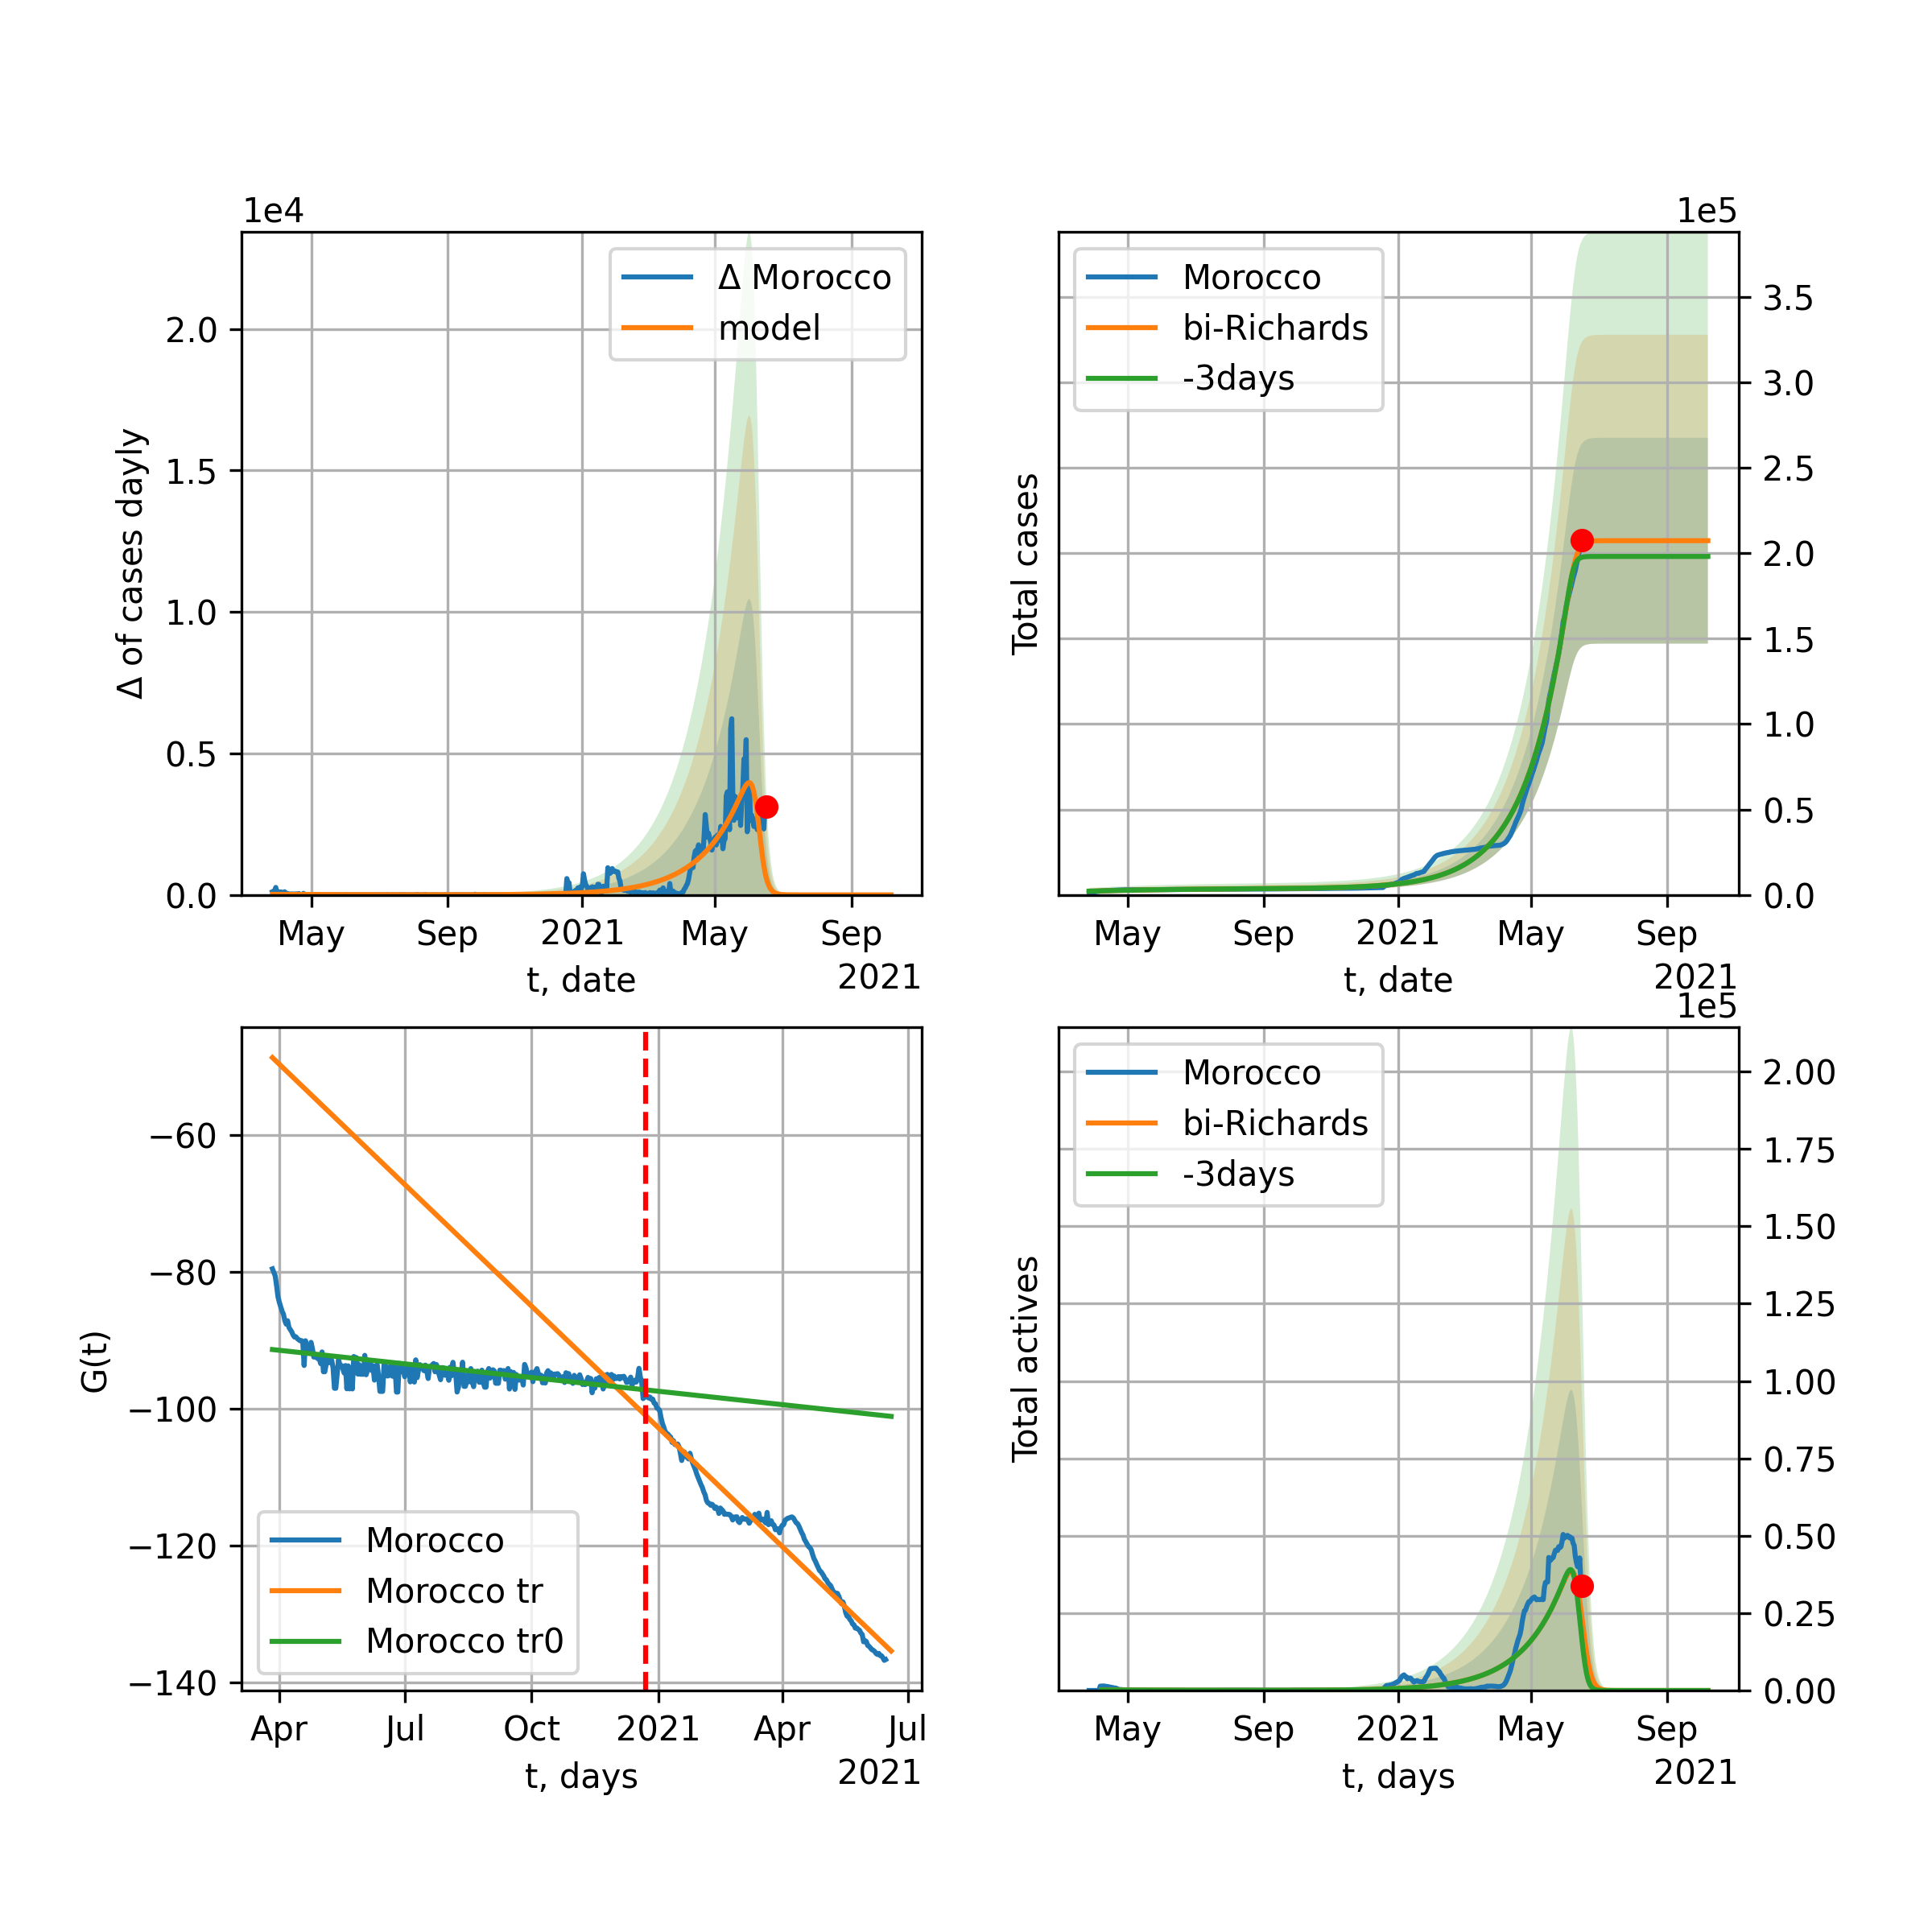 1e4
Δ Morocco
model
2.0
1.5
1.0
0.5
0.0
Δ of cases dayly
May Sep 2021 May Sep
t, date
2021
1e5
Morocco
bi-Richards
-3days
3.5
3.0
2.5
2.0
1.5
1.0
0.5
0.0
Total cases
May Sep 2021 May Sep
t, date
2021
−60
−80
−100
−120
−140
G(t)
Morocco
Morocco tr
Morocco tr0
Apr Jul Oct 2021 Apr Jul
t, days
2021
1e5
Morocco
bi-Richards
-3days
2.00
1.75
1.50
1.25
1.00
0.75
0.50
0.25
0.00
Total actives
May Sep 2021 May Sep
t, days
2021